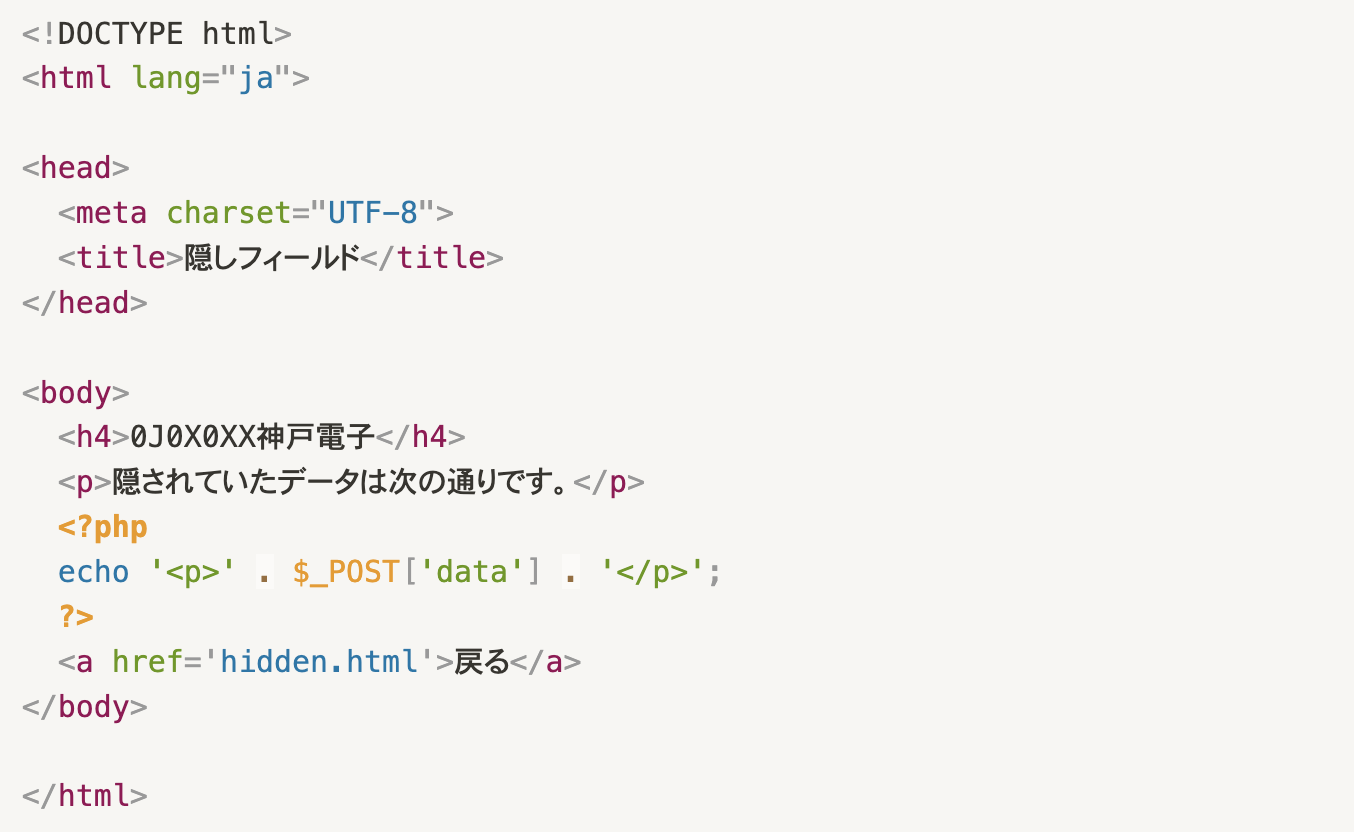 <!DOCTYPE html>
<html lang="ja">

<head>
  <meta charset="UTF-8">
  <title>隠しフィールド</title>
</head>

<body>
  <h4>0J0X0XX神戸電子</h4>
  <p>隠されていたデータは次の通りです。</p>
  <?php
  echo '<p>' . $_POST['data'] . '</p>';
  ?>
  <a href='hidden.html'>戻る</a>
</body>

</html>